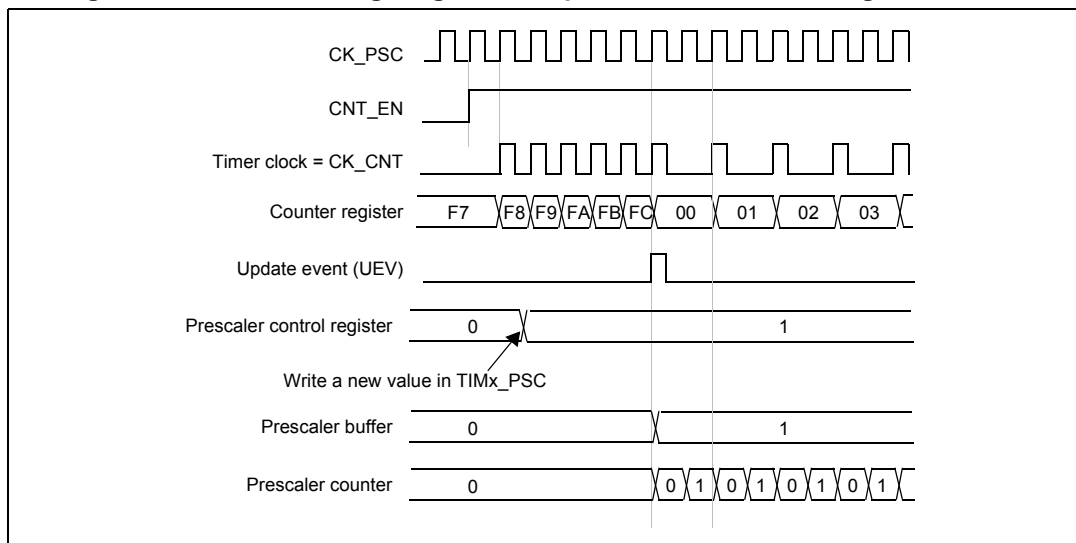 CK_PSC
CNT_EN
Timer clock = CK_CNT
Counter register F7 F8 F9 FA FB FC 00 01 02 03
Update event (UEV)
Prescaler control register 0 1
Write a new value in TIMx_PSC
Prescaler buffer 0 1
Prescaler counter 0 0 1 0 1 0 1 0 1